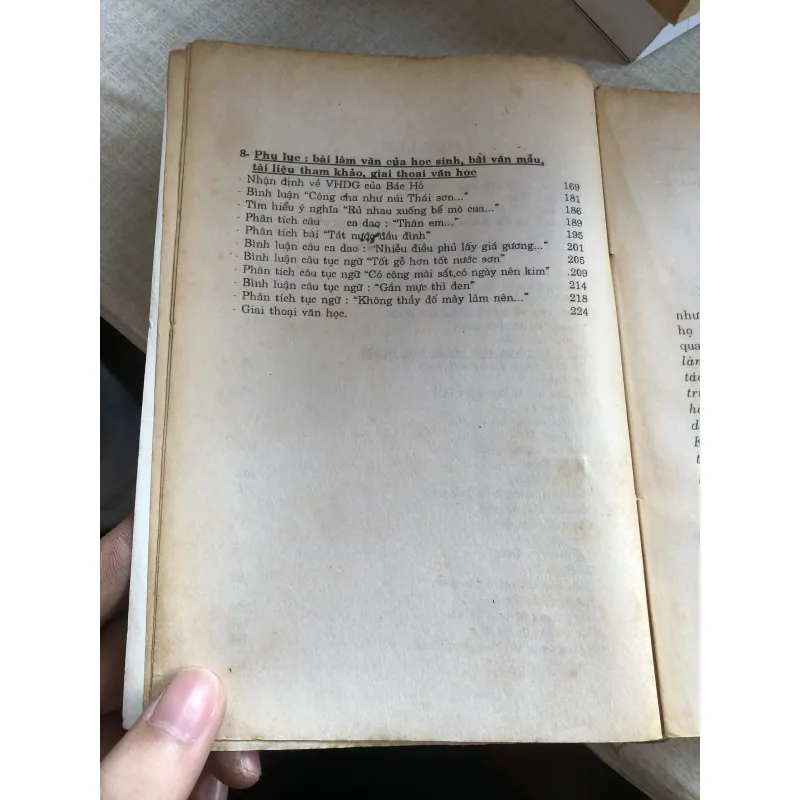 8- Phụ lục : bài làm văn của học sinh, bài văn mẫu,
tài liệu tham khảo, giai thoại văn học
- Nhận định về VHDG của Bác Hồ 169
- Bình luận "Công cha như núi Thái sơn..." 181
- Tìm hiểu ý nghĩa "Rủ nhau xuống bể mò cua..." 186
- Phân tích câu ca dao : "Thân em..." 189
- Phân tích bài "Tát nước đầu đình" 195
- Bình luận câu ca dao : "Nhiễu điều phủ lấy giá gương..." 201
- Bình luận câu tục ngữ "Tốt gỗ hơn tốt nước sơn" 205
- Phân tích câu tục ngữ "Có công mài sắt,có ngày nên kim" .209
- Bình luận câu tục ngữ : "Gần mực thì đen" 214
- Phân tích tục ngữ : "Không thầy đố mày làm nên..." 218
- Giai thoại văn học. 224
như
họ
qua